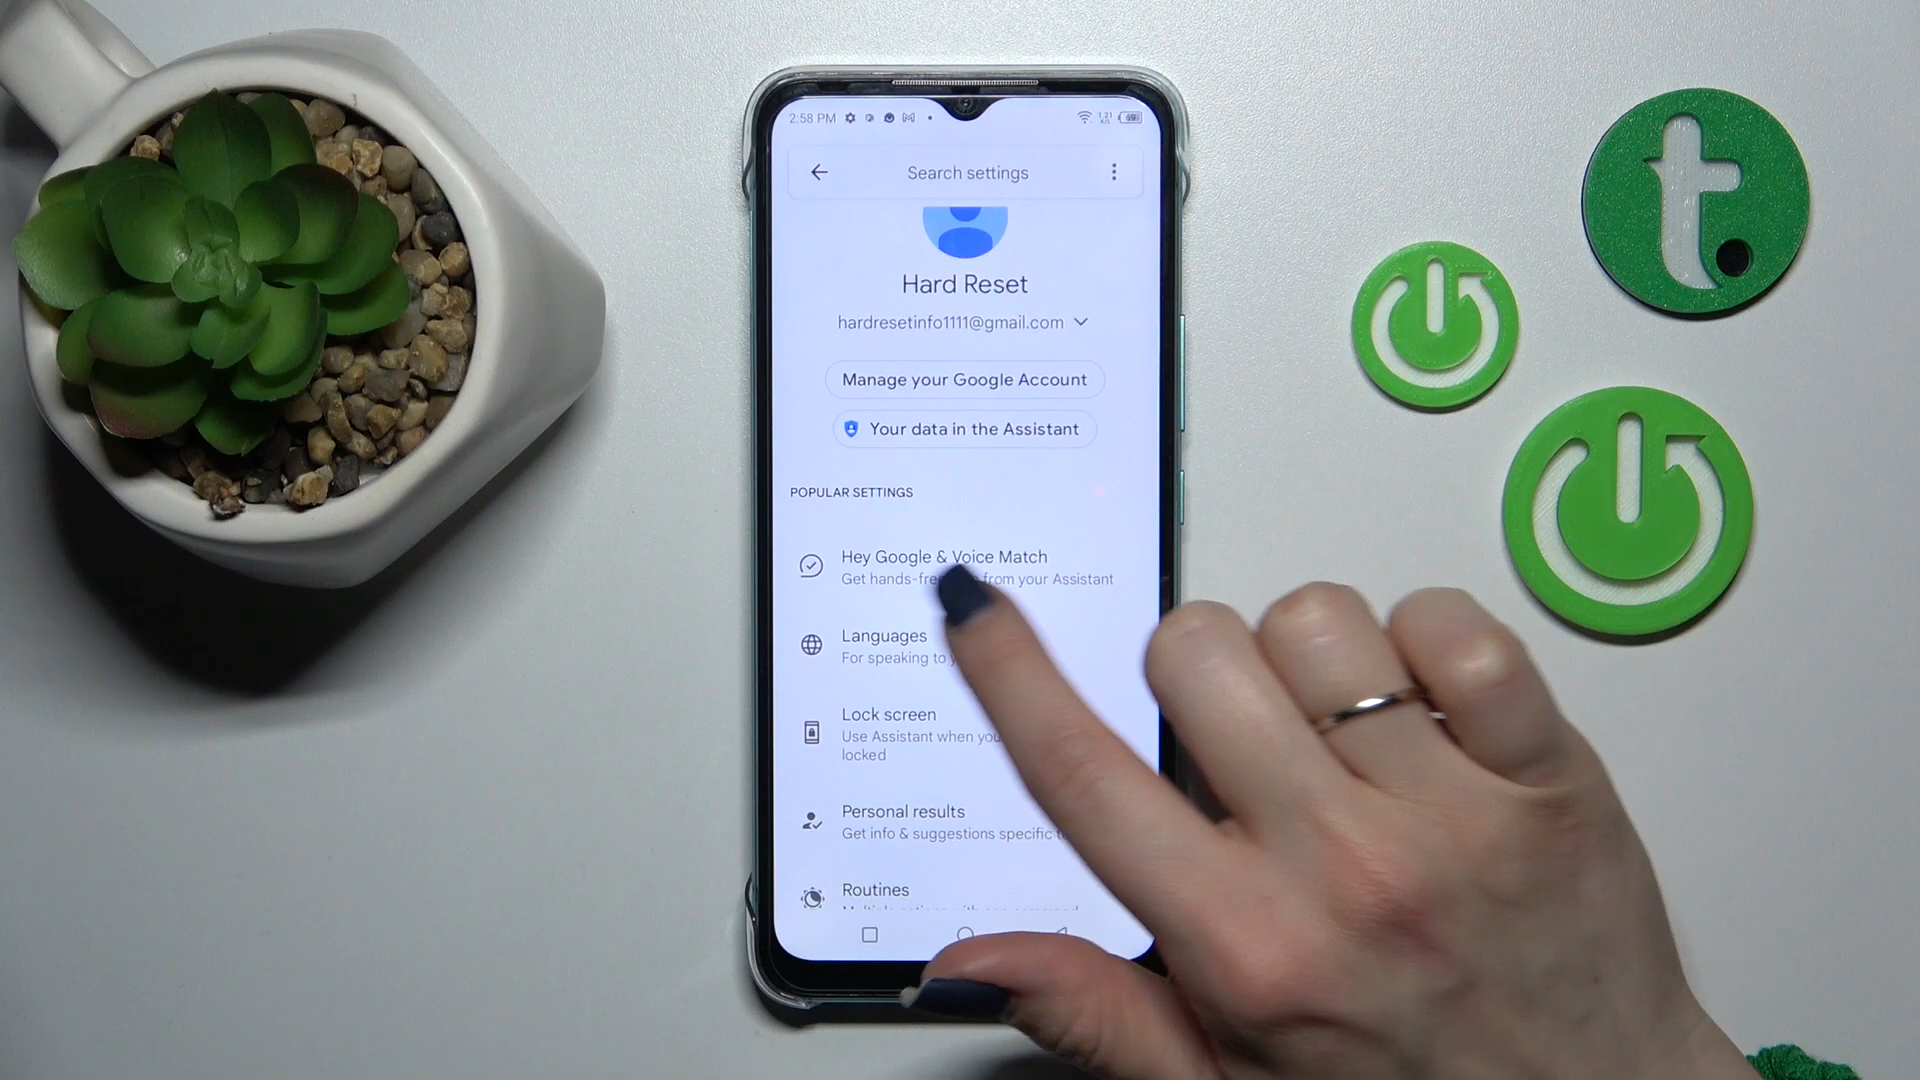 2:58 PM
Search settings
Hard Reset
hardresetinfo1111@gmail.com
Manage your Google Account
Your data in the Assistant
POPULAR SETTINGS
Hey Google & Voice Match
Get hands-free from your Assistant
Languages
For speaking to
Lock screen
Use Assistant when
locked
Personal results
Get info & suggestions specific
Routines
t